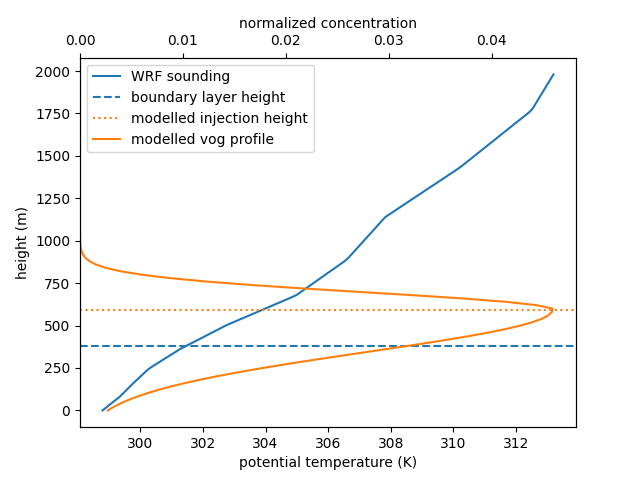 normalized concentration
0.00 0.01 0.02 0.03 0.04
WRF sounding
boundary layer height
modelled injection height
modelled vog profile
height (m)
2000
1750
1500
1250
1000
750
500
250
0
300 302 304 306 308 310 312
potential temperature (K)